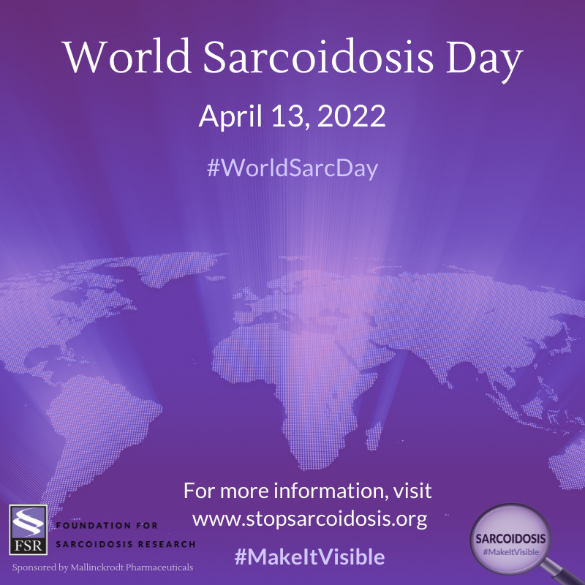 World Sarcoidosis Day
April 13, 2022
#WorldSarcDay
For more information, visit
www.stopsarcoidosis.org
#MakeItVisible
FSR
FOUNDATION FOR
SARCOIDOSIS RESEARCH
Sponsored by Mallinckrodt Pharmaceuticals
SARCOIDOSIS
#MakeItVisible